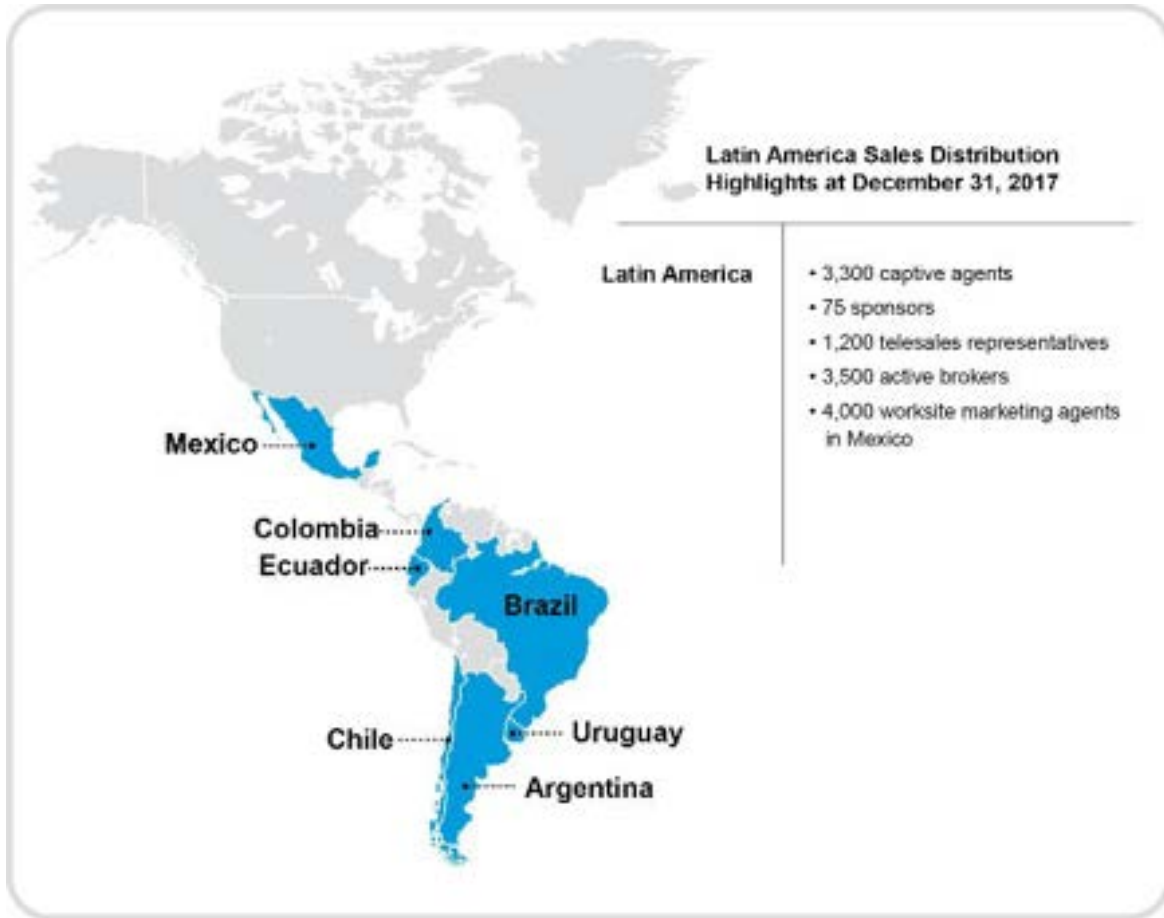 Latin America Sales Distribution
Highlights at December 31, 2017
Latin America
• 3,300 captive agents
• 75 sponsors
• 1,200 telesales representatives
• 3,500 active brokers
• 4,000 worksite marketing agents
in Mexico
Mexico
Colombia
Ecuador
Brazil
Chile
Uruguay
Argentina